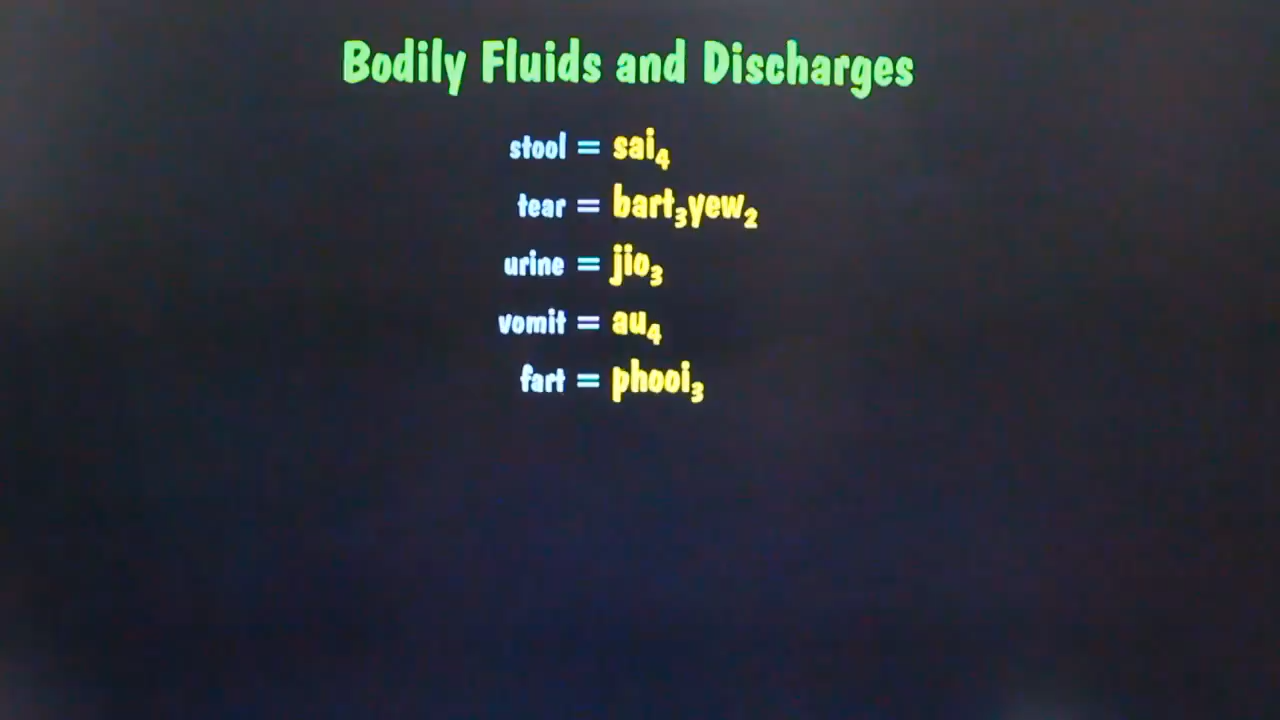 Bodily Fluids and Discharges
stool = sai₄
tear = bart₃yew₂
urine = jio₃
vomit = au₄
fart = phooi₃